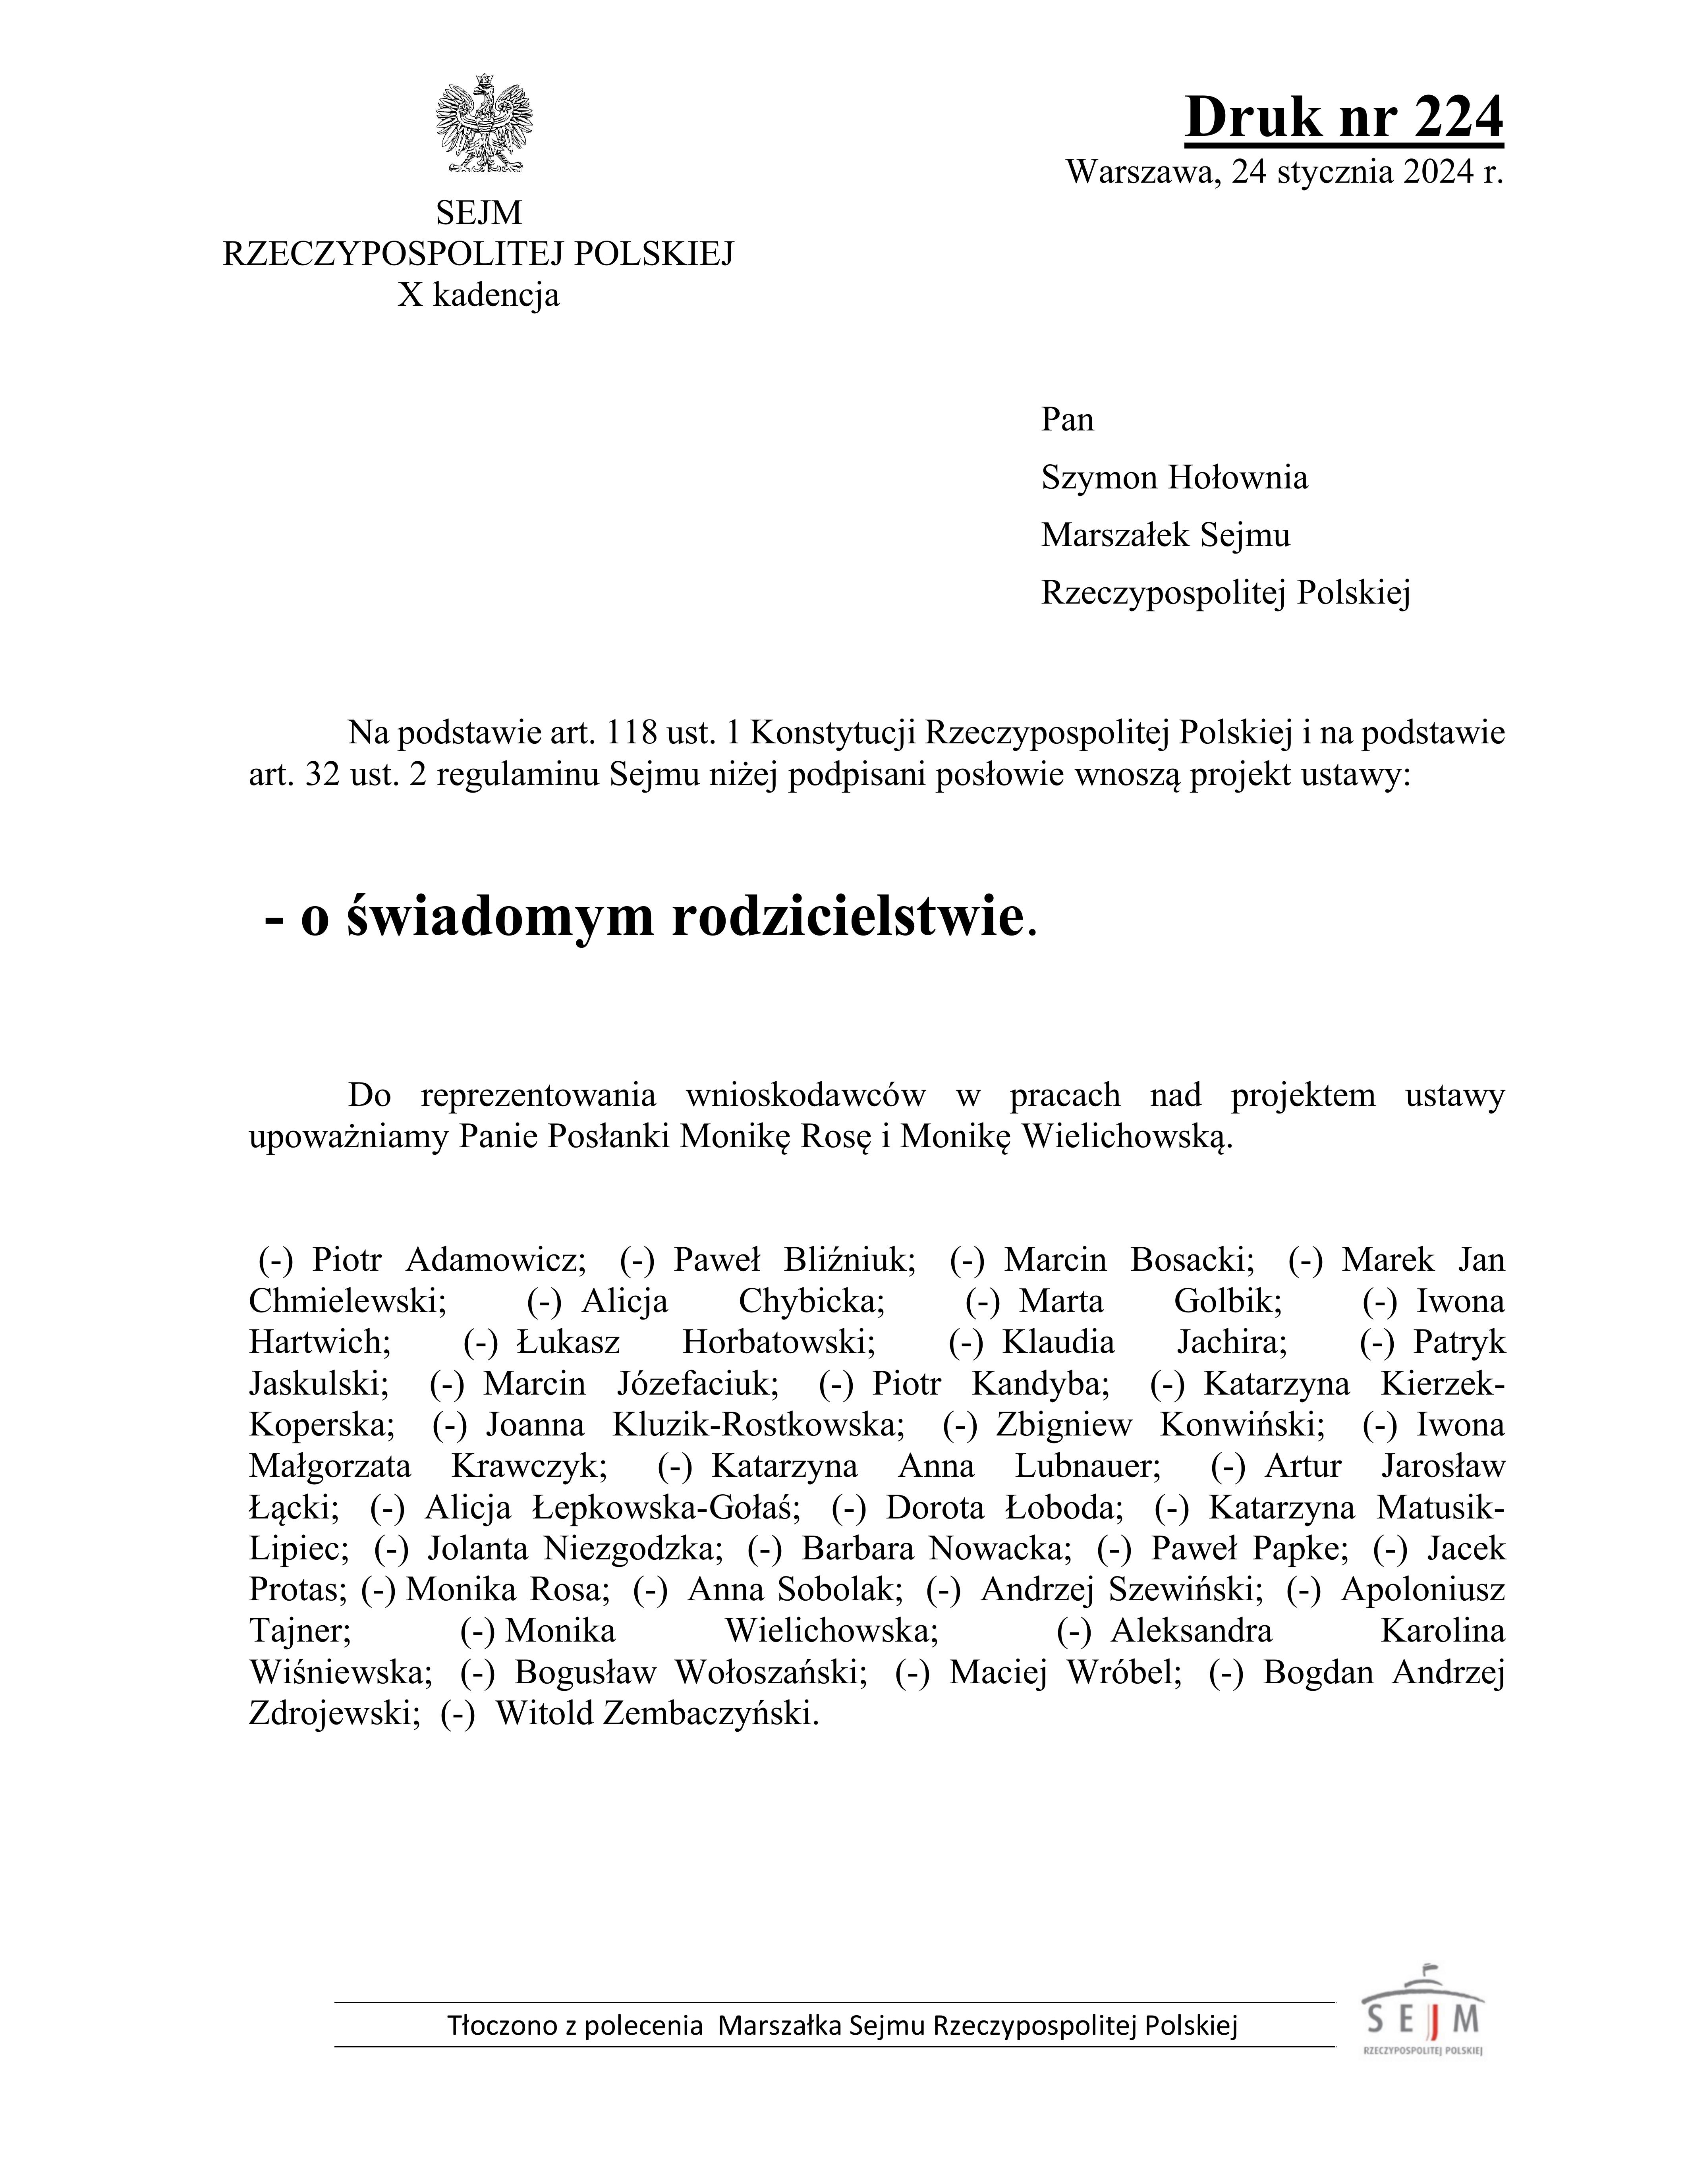 Druk nr 224
Warszawa, 24 stycznia 2024 r.
SEJM
RZECZYPOSPOLITEJ POLSKIEJ
X kadencja
Pan
Szymon Hołownia
Marszałek Sejmu
Rzeczypospolitej Polskiej
Na podstawie art. 118 ust. 1 Konstytucji Rzeczypospolitej Polskiej i na podstawie
art. 32 ust. 2 regulaminu Sejmu niżej podpisani posłowie wnoszą projekt ustawy:
- o świadomym rodzicielstwie.
Do reprezentowania wnioskodawców w pracach nad projektem ustawy
upoważniamy Panie Posłanki Monikę Rosę i Monikę Wielichowską.
(-) Piotr Adamowicz; (-) Paweł Bliźniuk; (-) Marcin Bosacki; (-) Marek Jan
Chmielewski; (-) Alicja Chybicka; (-) Marta Golbik; (-) Iwona
Hartwich; (-) Łukasz Horbatowski; (-) Klaudia Jachira; (-) Patryk
Jaskulski; (-) Marcin Józefaciuk; (-) Piotr Kandyba; (-) Katarzyna Kierzek-
Koperska; (-) Joanna Kluzik-Rostkowska; (-) Zbigniew Konwiński; (-) Iwona
Małgorzata Krawczyk; (-) Katarzyna Anna Lubnauer; (-) Artur Jarosław
Łącki; (-) Alicja Łepkowska-Gołaś; (-) Dorota Łoboda; (-) Katarzyna Matusik-
Lipiec; (-) Jolanta Niezgodzka; (-) Barbara Nowacka; (-) Paweł Papke; (-) Jacek
Protas; (-) Monika Rosa; (-) Anna Sobolak; (-) Andrzej Szewiński; (-) Apoloniusz
Tajner; (-) Monika Wielichowska; (-) Aleksandra Karolina
Wiśniewska; (-) Bogusław Wołoszański; (-) Maciej Wróbel; (-) Bogdan Andrzej
Zdrojewski; (-) Witold Zembaczyński.
Tłoczono z polecenia Marszałka Sejmu Rzeczypospolitej Polskiej
SEJM
RZECZYPOSPOLITEJ POLSKIEJ